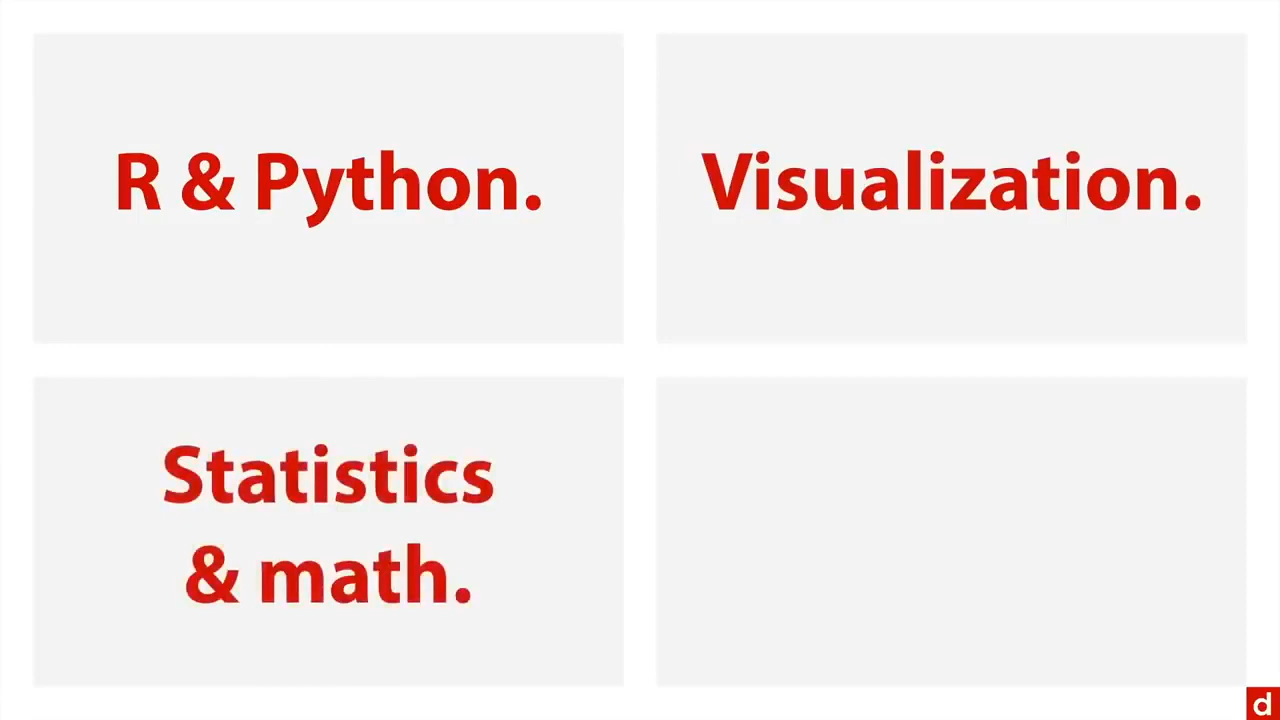 R & Python.
Visualization.
Statistics
& math.
d